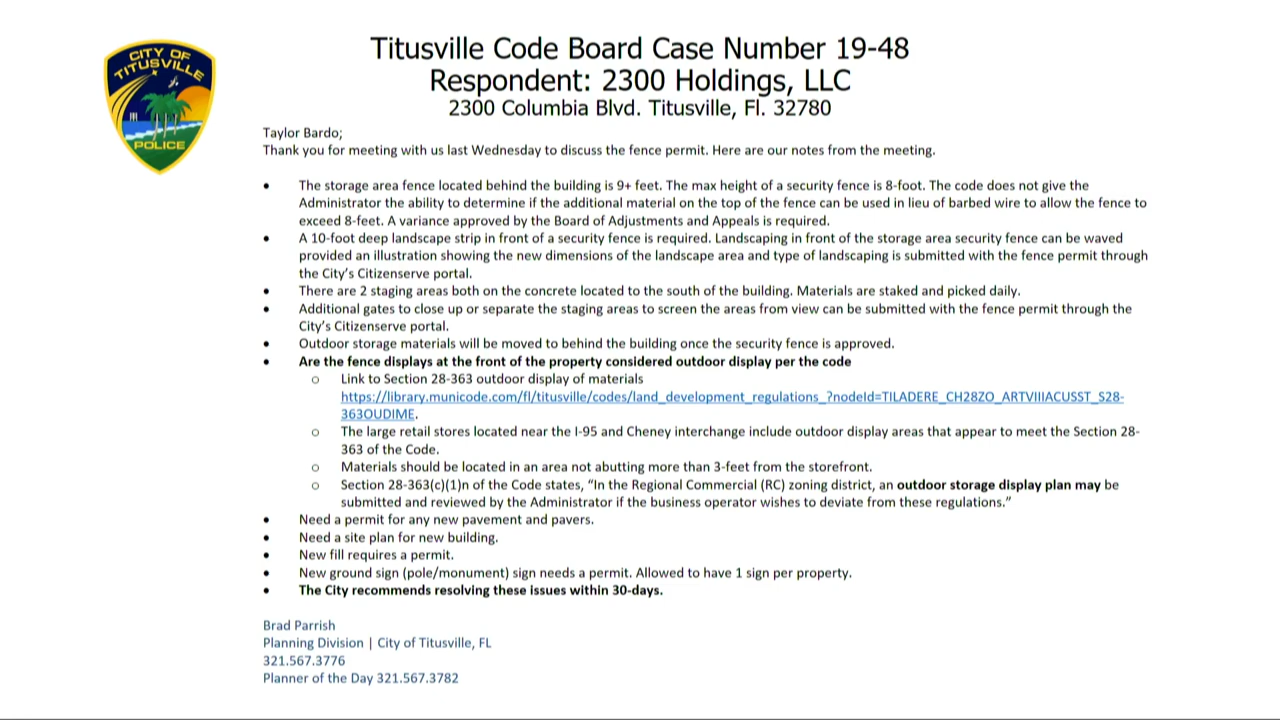 CITY OF
TITUSVILLE
POLICE
Titusville Code Board Case Number 19-48
Respondent: 2300 Holdings, LLC
2300 Columbia Blvd. Titusville, Fl. 32780
Taylor Bardo;
Thank you for meeting with us last Wednesday to discuss the fence permit. Here are our notes from the meeting.
• The storage area fence located behind the building is 9+ feet. The max height of a security fence is 8-foot. The code does not give the
Administrator the ability to determine if the additional material on the top of the fence can be used in lieu of barbed wire to allow the fence to
exceed 8-feet. A variance approved by the Board of Adjustments and Appeals is required.
• A 10-foot deep landscape strip in front of a security fence is required. Landscaping in front of the storage area security fence can be waved
provided an illustration showing the new dimensions of the landscape area and type of landscaping is submitted with the fence permit through
the City's Citizenserve portal.
• There are 2 staging areas both on the concrete located to the south of the building. Materials are staked and picked daily.
• Additional gates to close up or separate the staging areas to screen the areas from view can be submitted with the fence permit through the
City's Citizenserve portal.
• Outdoor storage materials will be moved to behind the building once the security fence is approved.
• Are the fence displays at the front of the property considered outdoor display per the code
o Link to Section 28-363 outdoor display of materials
https://library.municode.com/fl/titusville/codes/land_development_regulations_?nodeId=TILADERE_CH28ZO_ARTVIIIACUSST_S28-
363OUDIME.
o The large retail stores located near the I-95 and Cheney interchange include outdoor display areas that appear to meet the Section 28-
363 of the Code.
o Materials should be located in an area not abutting more than 3-feet from the storefront.
o Section 28-363(c)(1)n of the Code states, “In the Regional Commercial (RC) zoning district, an outdoor storage display plan may be
submitted and reviewed by the Administrator if the business operator wishes to deviate from these regulations.”
• Need a permit for any new pavement and pavers.
• Need a site plan for new building.
• New fill requires a permit.
• New ground sign (pole/monument) sign needs a permit. Allowed to have 1 sign per property.
• The City recommends resolving these issues within 30-days.
Brad Parrish
Planning Division | City of Titusville, FL
321.567.3776
Planner of the Day 321.567.3782